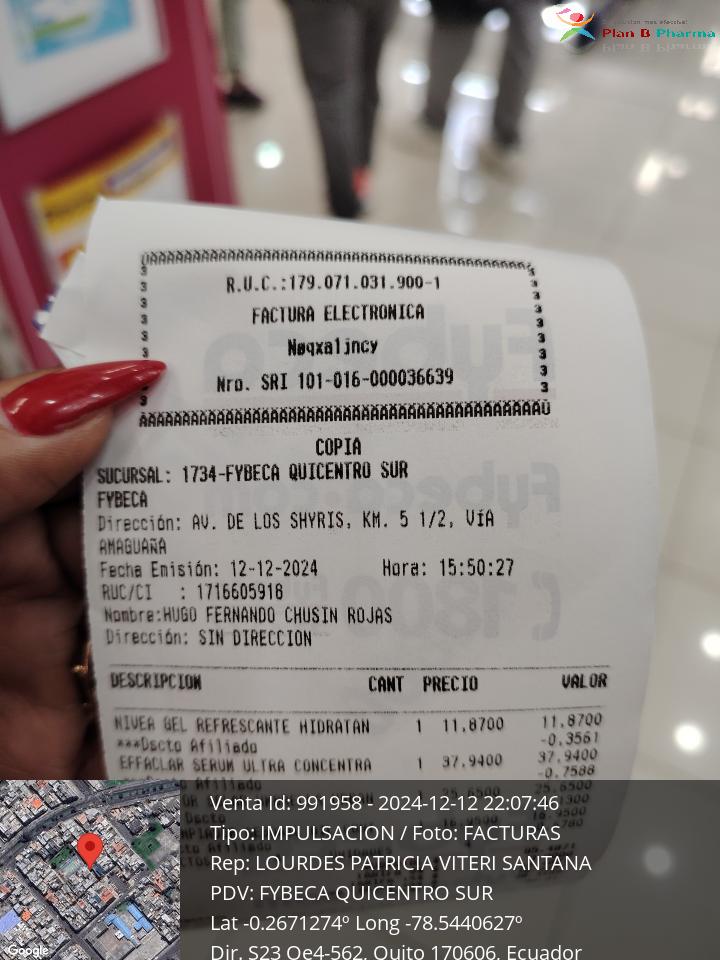 Plan B Pharma
R.U.C.:179.071.031.900-1
FACTURA ELECTRONICA
Nøqxaljncy
Nro. SRI 101-016-000036639
COPIA
SUCURSAL: 1734-FYBECA QUICENTRO SUR
FYBECA
Dirección: AV. DE LOS SHYRIS, KM. 5 1/2, VÍA
AMAGUAÑA
Fecha Emisión: 12-12-2024 Hora: 15:50:27
RUC/CI : 1716605918
Nombre:HUGO FERNANDO CHUSIN ROJAS
Dirección: SIN DIRECCION
DESCRIPCION CANT PRECIO VALOR
NIVEA GEL REFRESCANTE HIDRATAN 1 11,8700 11,8700
***Dscto Afiliado -0,3561
EFFACLAR SERUM ULTRA CONCENTRA 1 37,9400 37,9400
Afiliado -0,7588
Venta Id: 991958 - 2024-12-12 22:07:46
Tipo: IMPULSACION / Foto: FACTURAS
Rep: LOURDES PATRICIA VITERI SANTANA
PDV: FYBECA QUICENTRO SUR
Lat -0.2671274º Long -78.5440627º
Dir. S23 Oe4-562, Quito 170606, Ecuador
Google